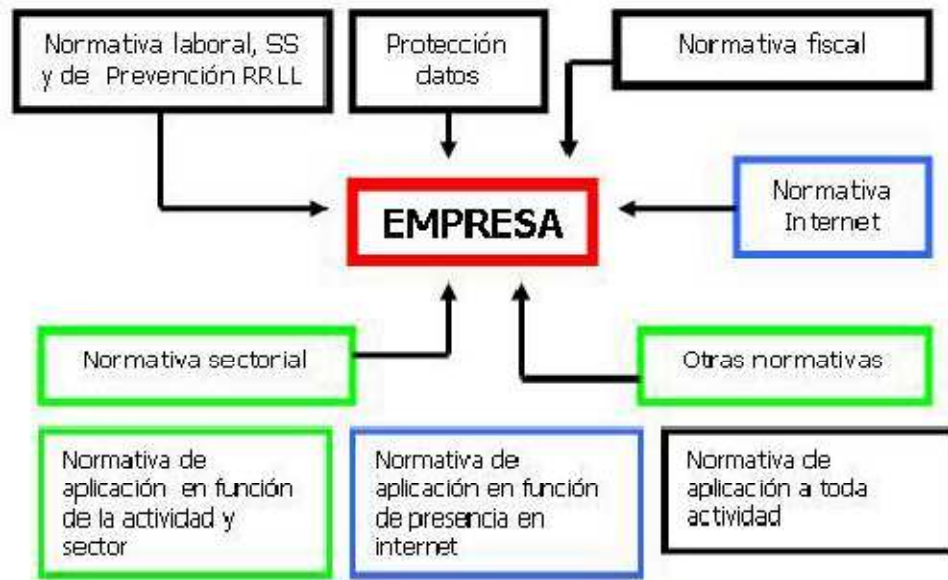 Normativa laboral, SS
y de Prevención RRLL
Protección
datos
Normativa fiscal
Normativa
Internet
EMPRESA
Normativa sectorial
Otras normativas
Normativa de
aplicación en función
de la actividad y
sector
Normativa de
aplicación en función
de presencia en
internet
Normativa de
aplicación a toda
actividad